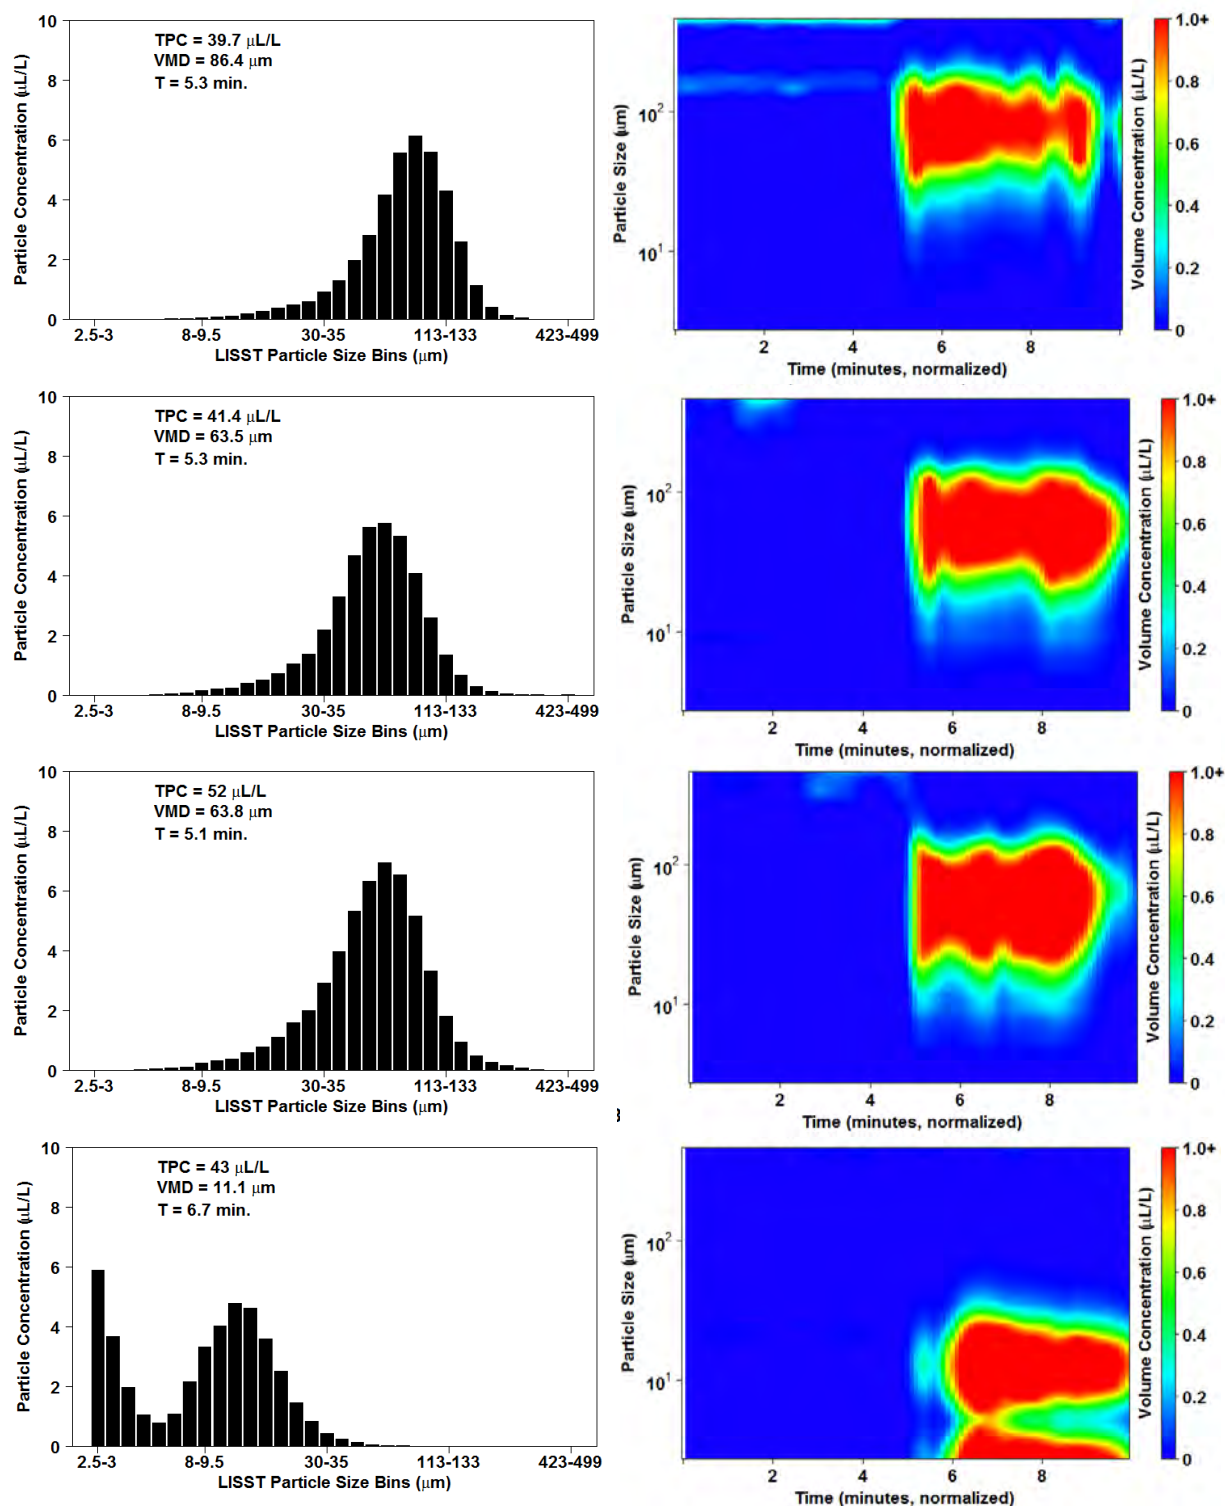 10
8
6
4
2
0
Particle Concentration (μL/L)
TPC = 39.7 μL/L
VMD = 86.4 μm
T = 5.3 min.
2.5-3 8-9.5 30-35 113-133 423-499
LISST Particle Size Bins (μm)
Particle Size (μm)
10²
10¹
2 4 6 8
Time (minutes, normalized)
Volume Concentration (μL/L)
1.0+
0.8
0.6
0.4
0.2
0
10
8
6
4
2
0
Particle Concentration (μL/L)
TPC = 41.4 μL/L
VMD = 63.5 μm
T = 5.3 min.
2.5-3 8-9.5 30-35 113-133 423-499
LISST Particle Size Bins (μm)
Particle Size (μm)
10²
10¹
2 4 6 8
Time (minutes, normalized)
Volume Concentration (μL/L)
1.0+
0.8
0.6
0.4
0.2
0
10
8
6
4
2
0
Particle Concentration (μL/L)
TPC = 52 μL/L
VMD = 63.8 μm
T = 5.1 min.
2.5-3 8-9.5 30-35 113-133 423-499
LISST Particle Size Bins (μm)
Particle Size (μm)
10²
10¹
2 4 6 8
Time (minutes, normalized)
Volume Concentration (μL/L)
1.0+
0.8
0.6
0.4
0.2
0
10
8
6
4
2
0
Particle Concentration (μL/L)
TPC = 43 μL/L
VMD = 11.1 μm
T = 6.7 min.
2.5-3 8-9.5 30-35 113-133 423-499
LISST Particle Size Bins (μm)
Particle Size (μm)
10²
10¹
2 4 6 8
Time (minutes, normalized)
Volume Concentration (μL/L)
1.0+
0.8
0.6
0.4
0.2
0